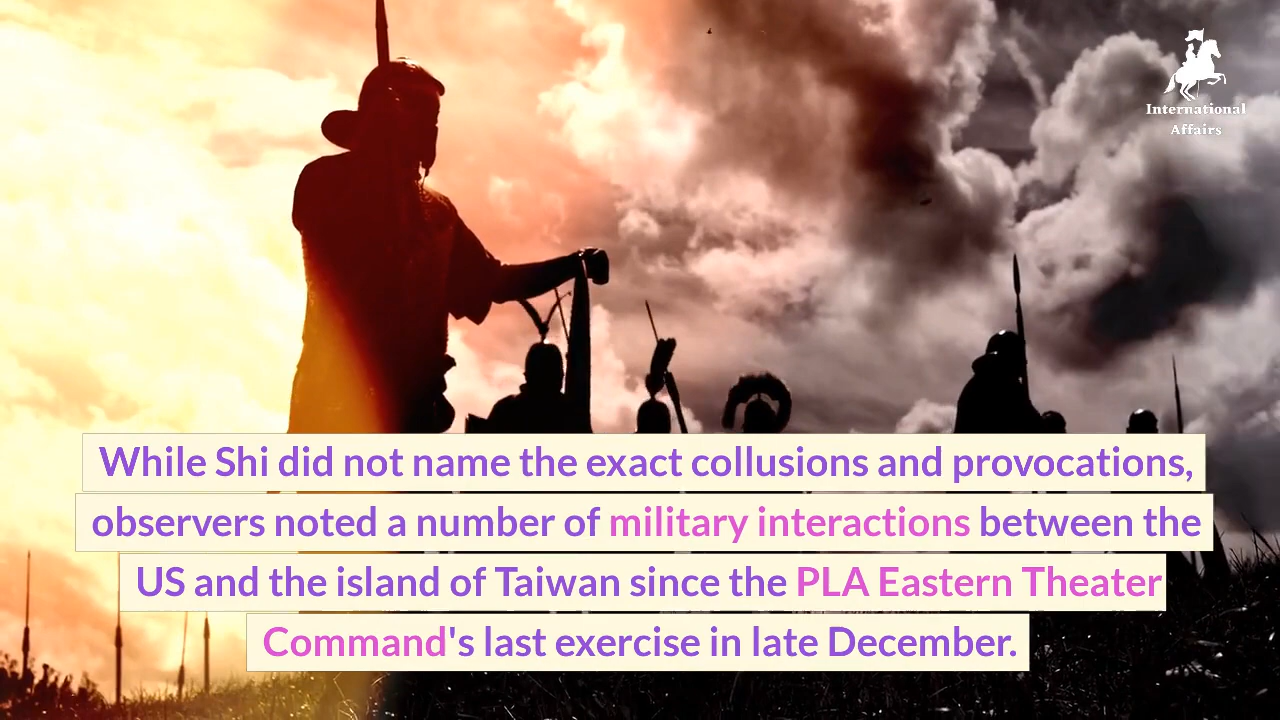 International
Affairs
While Shi did not name the exact collusions and provocations,
observers noted a number of military interactions between the
US and the island of Taiwan since the PLA Eastern Theater
Command's last exercise in late December.